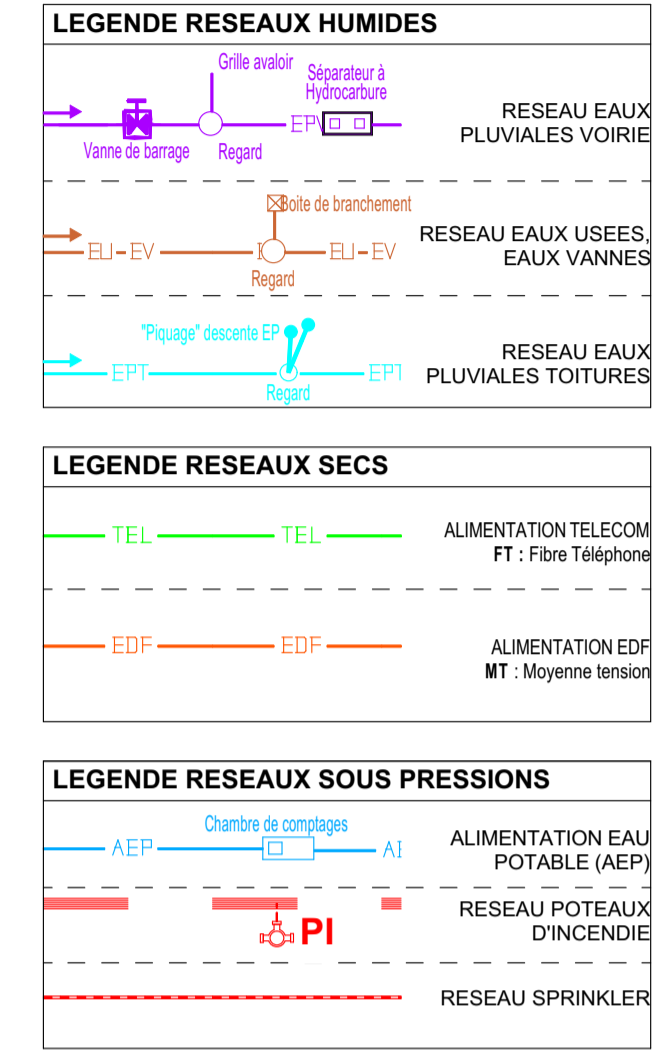 LEGENDE RESEAUX HUMIDES
Grille avaloir
Séparateur à
Hydrocarbure
EPV
Vanne de barrage
Regard
RESEAU EAUX
PLUVIALES VOIRIE
Boite de branchement
EU-EV
EU-EV
Regard
RESEAU EAUX USEES,
EAUX VANNES
"Piquage" descente EP
EPT
EPT
Regard
RESEAU EAUX
PLUVIALES TOITURES
LEGENDE RESEAUX SECS
TEL
TEL
ALIMENTATION TELECOM
FT : Fibre Téléphone
EDF
EDF
ALIMENTATION EDF
MT : Moyenne tension
LEGENDE RESEAUX SOUS PRESSIONS
Chambre de comptages
AEP
ALIMENTATION EAU
POTABLE (AEP)
PI
RESEAU POTEAUX
D'INCENDIE
RESEAU SPRINKLER